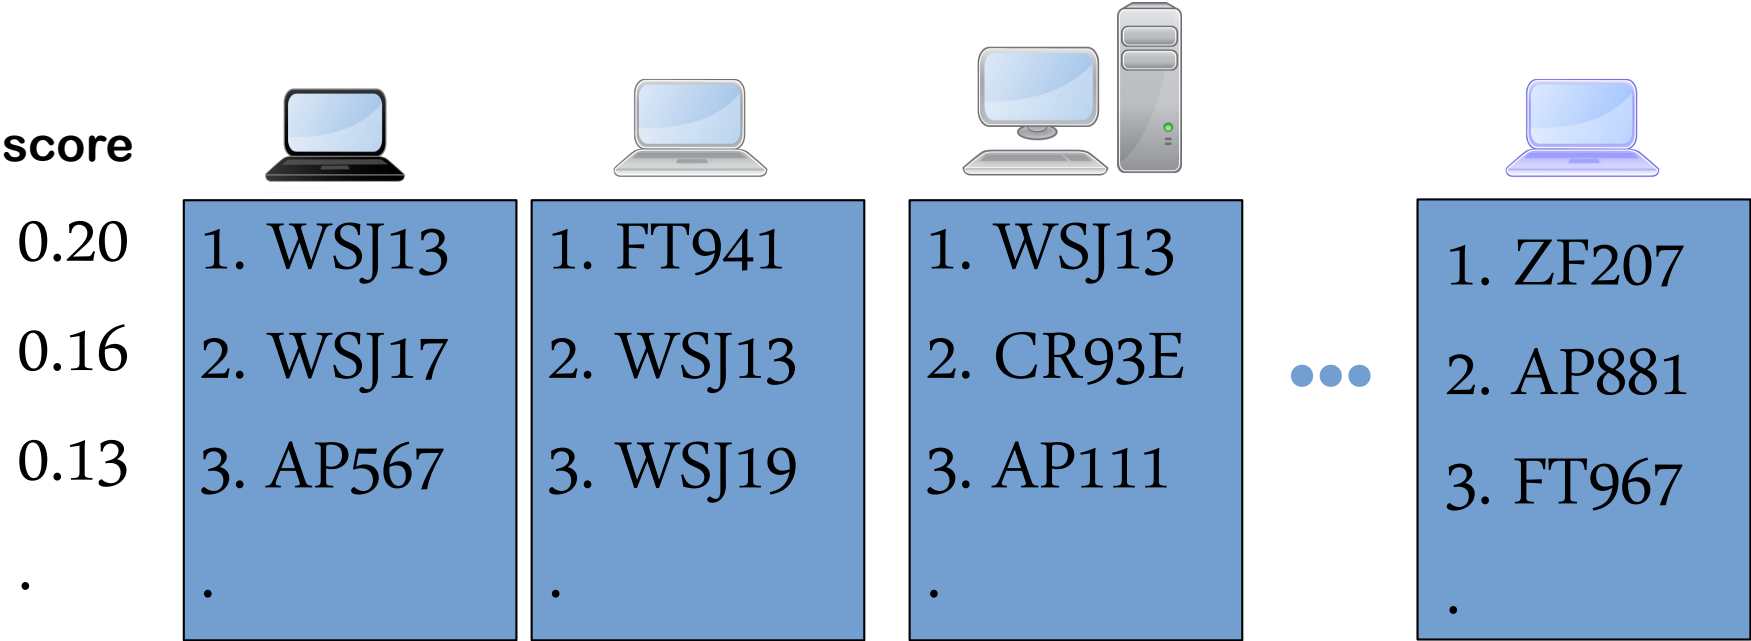 score
0.20
0.16
0.13
.
1. WSJ13
2. WSJ17
3. AP567
.
1. FT941
2. WSJ13
3. WSJ19
.
1. WSJ13
2. CR93E
3. AP111
.
1. ZF207
2. AP881
3. FT967
.